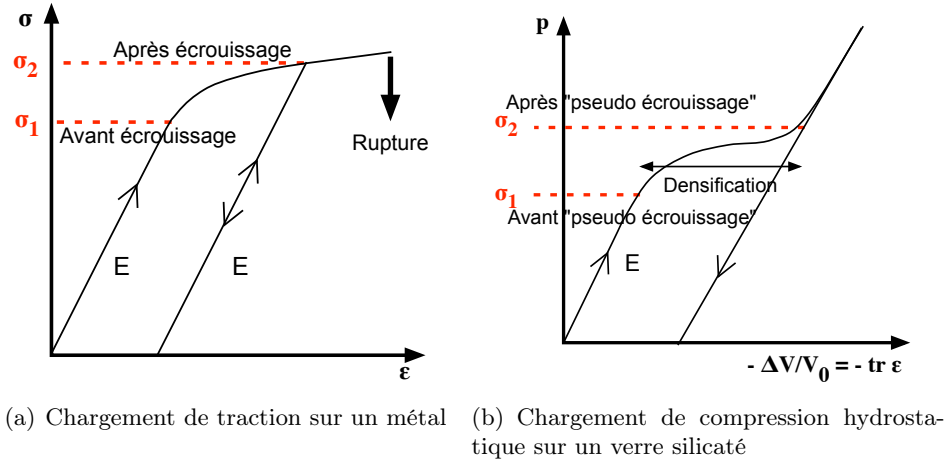 σ
Après écrouissage
σ2
σ1
Avant écrouissage
Rupture
E
E
ε
p
Après "pseudo écrouissage"
σ2
Densification
σ1
Avant "pseudo écrouissage"
E
- ΔV/V0 = - tr ε
(a) Chargement de traction sur un métal
(b) Chargement de compression hydrosta-
tique sur un verre silicaté